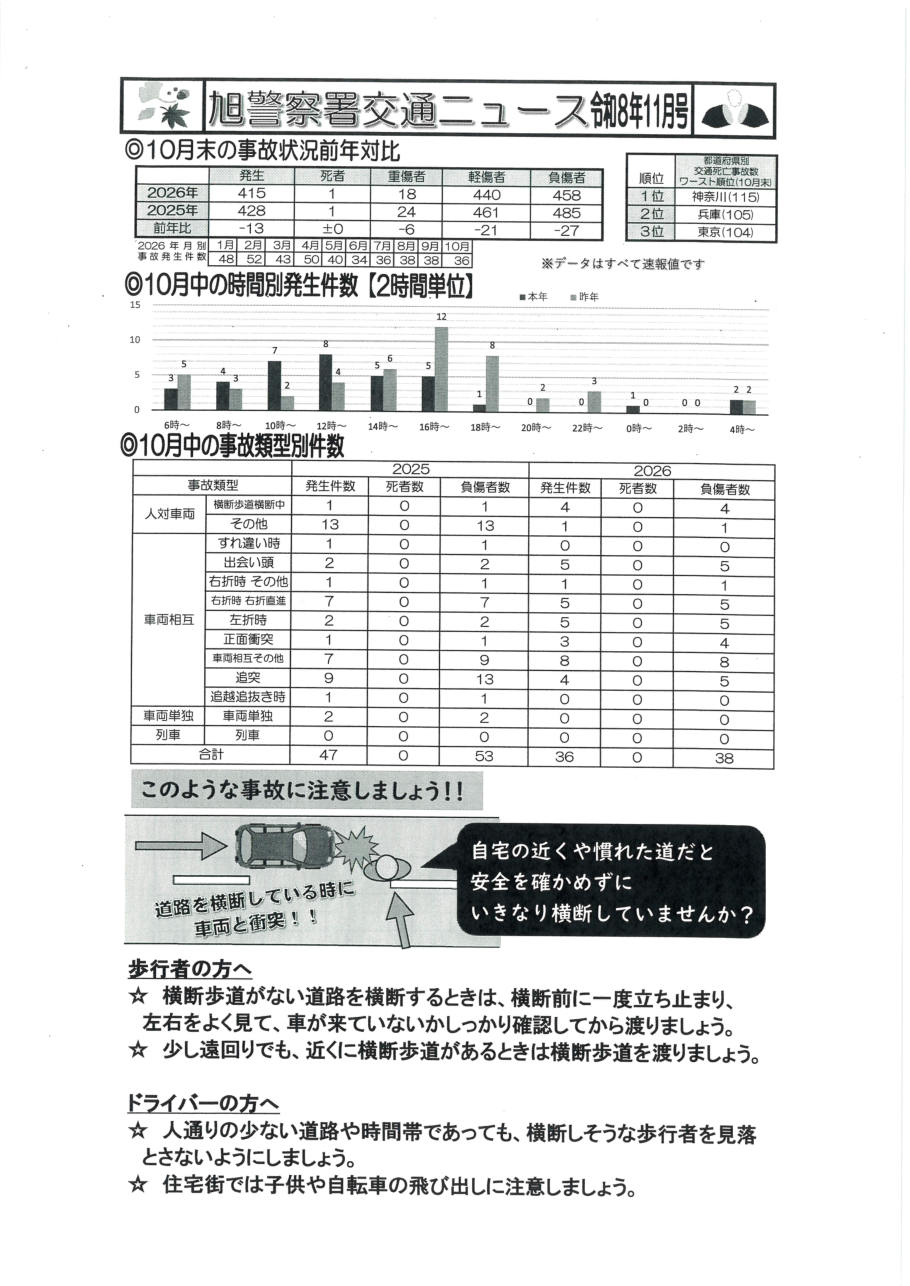 旭警察署交通ニュース令和8年11月号
◎10月末の事故状況前年対比
発生 死者 重傷者 軽傷者 負傷者
2026年 415 1 18 440 458
2025年 428 1 24 461 485
前年比 -13 ±0 -6 -21 -27
順位 都道府県別交通死亡事故数ワースト順位(10月末)
1位 神奈川(115)
2位 兵庫(105)
3位 東京(104)
2026年月別 1月 2月 3月 4月 5月 6月 7月 8月 9月 10月
事故発生件数 48 52 43 50 40 34 36 38 38 36
※データはすべて速報値です
◎10月中の時間別発生件数【2時間単位】
■本年 ■昨年
15
10
5
0
3 5 4 3 7 2 8 4 5 6 5 12 1 8 0 2 0 3 1 0 0 0 2 2
6時～ 8時～ 10時～ 12時～ 14時～ 16時～ 18時～ 20時～ 22時～ 0時～ 2時～ 4時～
◎10月中の事故類型別件数
2025 2026
事故類型 発生件数 死者数 負傷者数 発生件数 死者数 負傷者数
人対車両 横断歩道横断中 1 0 1 4 0 4
その他 13 0 13 1 0 1
車両相互 すれ違い時 1 0 1 0 0 0
出会い頭 2 0 2 5 0 5
右折時 その他 1 0 1 1 0 1
右折時 右折直進 7 0 7 5 0 5
左折時 2 0 2 5 0 5
正面衝突 1 0 1 3 0 4
車両相互その他 7 0 9 8 0 8
追突 9 0 13 4 0 5
追越追抜き時 1 0 1 0 0 0
車両単独 車両単独 2 0 2 0 0 0
列車 列車 0 0 0 0 0 0
合計 47 0 53 36 0 38
このような事故に注意しましょう!!
道路を横断している時に
車両と衝突!!
自宅の近くや慣れた道だと
安全を確かめずに
いきなり横断していませんか?
歩行者の方へ
☆ 横断歩道がない道路を横断するときは、横断前に一度立ち止まり、
左右をよく見て、車が来ていないかしっかり確認してから渡りましょう。
☆ 少し遠回りでも、近くに横断歩道があるときは横断歩道を渡りましょう。
ドライバーの方へ
☆ 人通りの少ない道路や時間帯であっても、横断しそうな歩行者を見落
とさないようにしましょう。
☆ 住宅街では子供や自転車の飛び出しに注意しましょう。